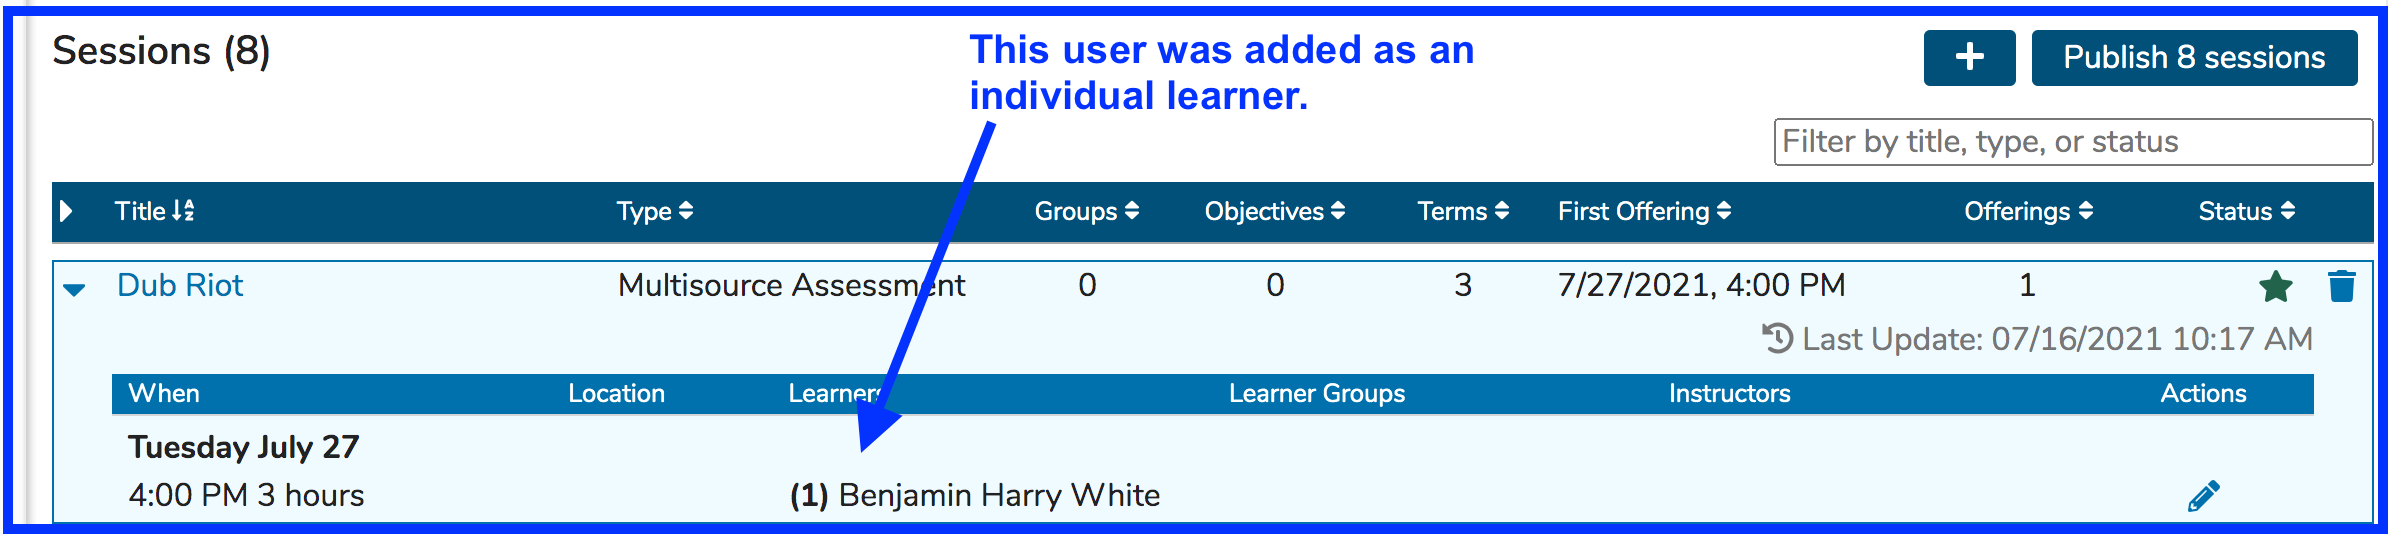 Sessions (8)
This user was added as an
individual learner.
Publish 8 sessions
Filter by title, type, or status
Title Type Groups Objectives Terms First Offering Offerings Status
Dub Riot Multisource Assessment 0 0 3 7/27/2021, 4:00 PM 1
Last Update: 07/16/2021 10:17 AM
When Location Learners Learner Groups Instructors Actions
Tuesday July 27
4:00 PM 3 hours (1) Benjamin Harry White